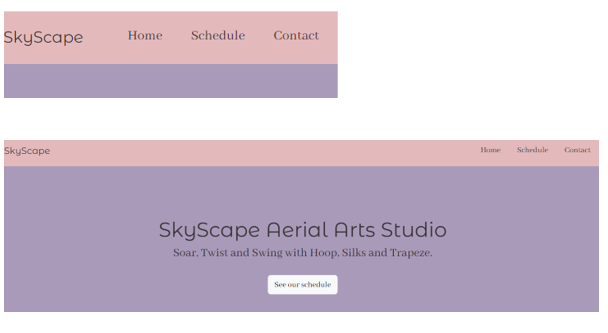 SkyScape Home Schedule Contact
SkyScape Home Schedule Contact
SkyScape Aerial Arts Studio
Soar, Twist and Swing with Hoop, Silks and Trapeze.
See our schedule